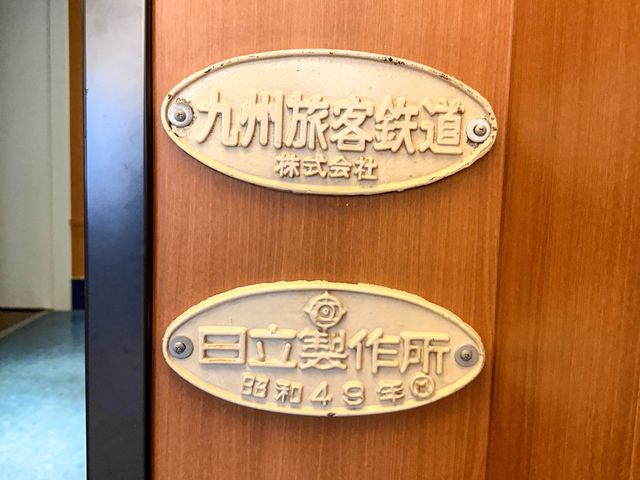 九州旅客鉄道
株式会社
日立製作所
昭和49年